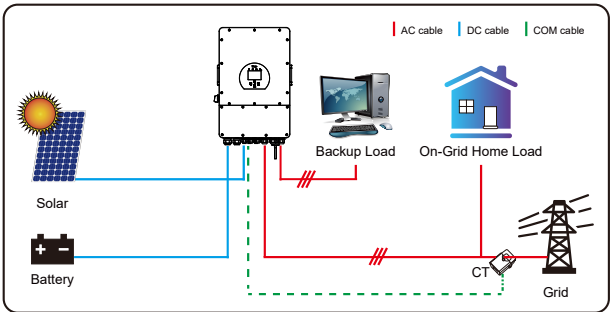 AC cable
DC cable
COM cable
Backup Load
On-Grid Home Load
Solar
Battery
CT
Grid